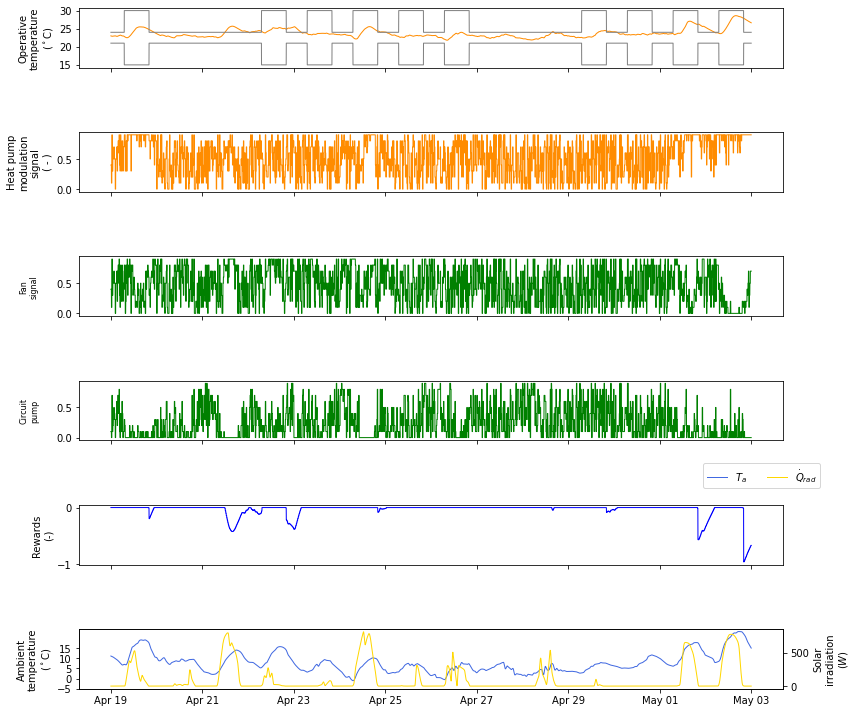 30
25
20
15
Operative
temperature
(°C)
0.5
0.0
Heat pump
modulation
signal
( - )
0.5
0.0
Fan
signal
0.5
0.0
Circuit
pump
T_a Q̇_rad
0
−1
Rewards
(-)
15
10
5
0
−5
Ambient
temperature
(°C)
500
0
Solar
irradiation
(W)
Apr 19 Apr 21 Apr 23 Apr 25 Apr 27 Apr 29 May 01 May 03